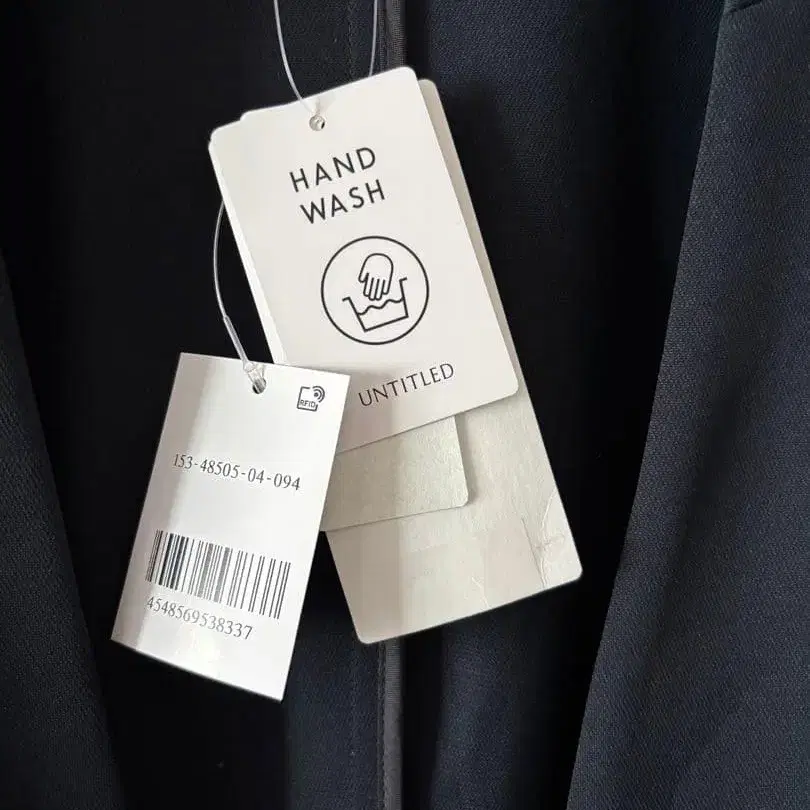 HAND
WASH
UNTITLED
RFID
153-48505-04-094
4548569538337